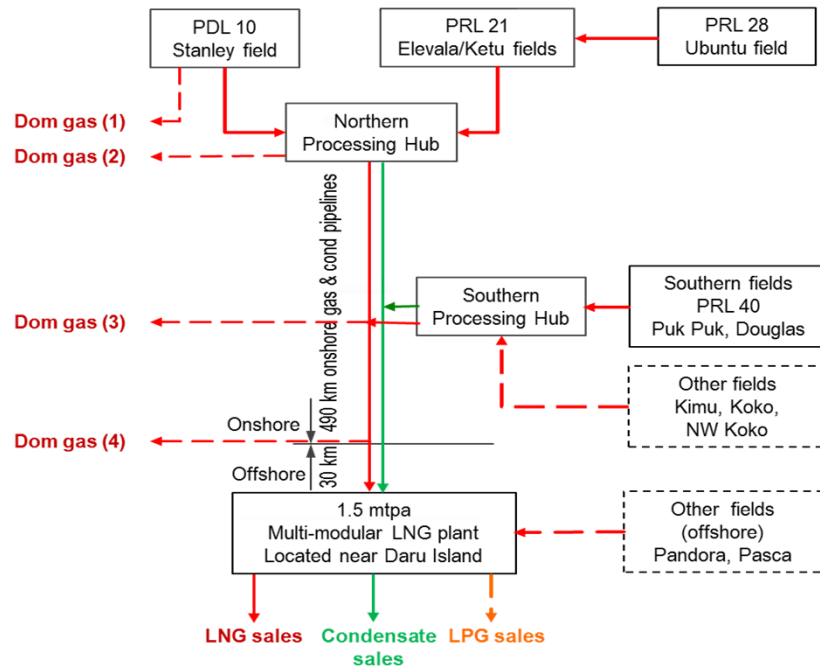 PDL 10
Stanley field
PRL 21
Elevala/Ketu fields
PRL 28
Ubuntu field
Dom gas (1)
Northern
Processing Hub
Dom gas (2)
490 km onshore gas & cond pipelines
Southern
Processing Hub
Southern fields
PRL 40
Puk Puk, Douglas
Dom gas (3)
Other fields
Kimu, Koko,
NW Koko
Onshore
Dom gas (4)
30 km
Offshore
1.5 mtpa
Multi-modular LNG plant
Located near Daru Island
Other fields
(offshore)
Pandora, Pasca
LNG sales
Condensate
sales
LPG sales